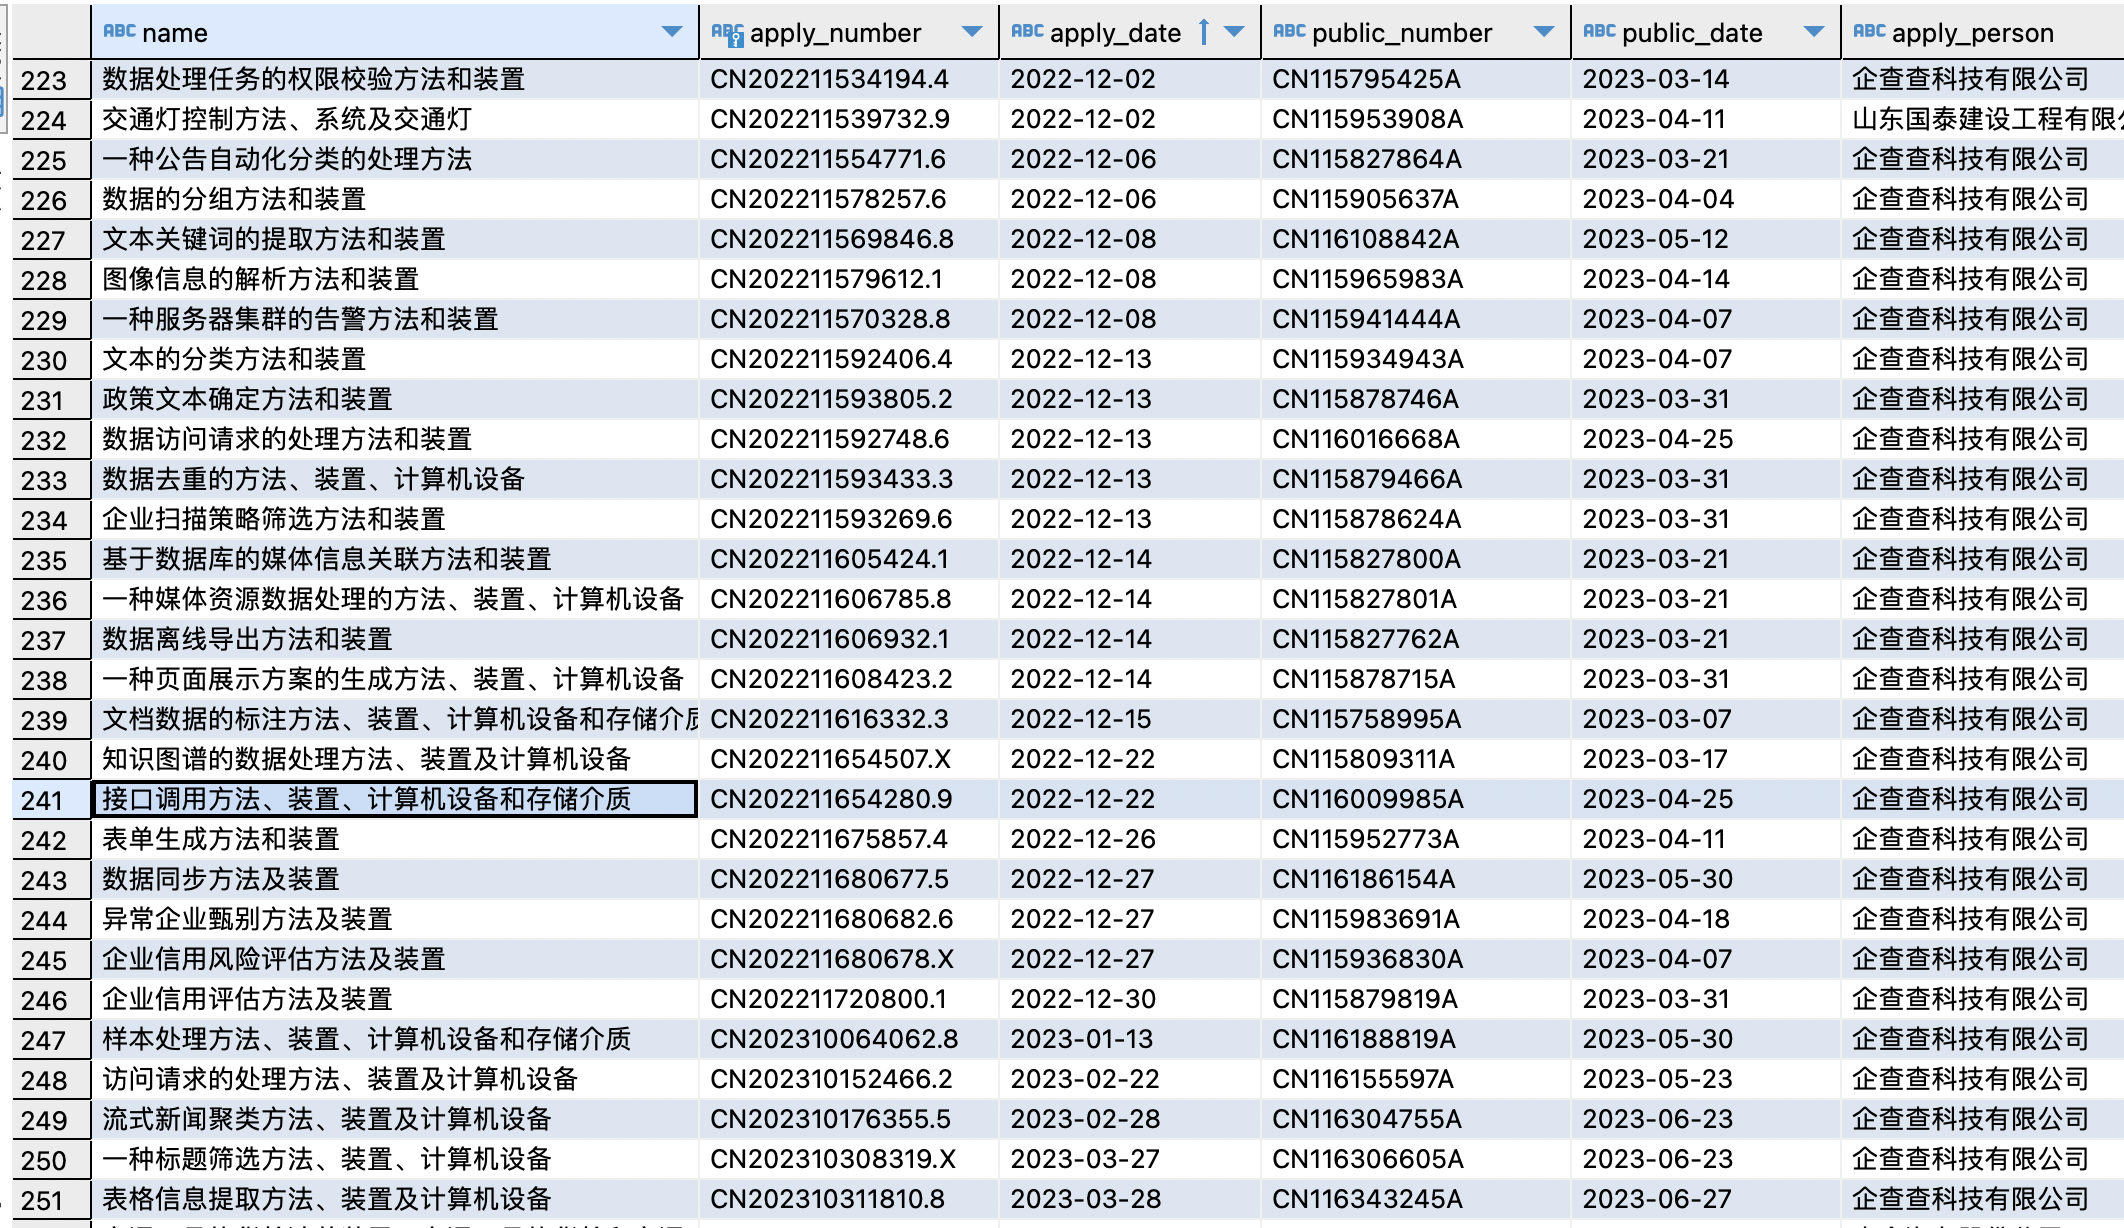 ABC name ABC apply_number ABC apply_date ABC public_number ABC public_date ABC apply_person
223 数据处理任务的权限校验方法和装置 CN202211534194.4 2022-12-02 CN115795425A 2023-03-14 企查查科技有限公司
224 交通灯控制方法、系统及交通灯 CN202211539732.9 2022-12-02 CN115953908A 2023-04-11 山东国泰建设工程有限
225 一种公告自动化分类的处理方法 CN202211554771.6 2022-12-06 CN115827864A 2023-03-21 企查查科技有限公司
226 数据的分组方法和装置 CN202211578257.6 2022-12-06 CN115905637A 2023-04-04 企查查科技有限公司
227 文本关键词的提取方法和装置 CN202211569846.8 2022-12-08 CN116108842A 2023-05-12 企查查科技有限公司
228 图像信息的解析方法和装置 CN202211579612.1 2022-12-08 CN115965983A 2023-04-14 企查查科技有限公司
229 一种服务器集群的告警方法和装置 CN202211570328.8 2022-12-08 CN115941444A 2023-04-07 企查查科技有限公司
230 文本的分类方法和装置 CN202211592406.4 2022-12-13 CN115934943A 2023-04-07 企查查科技有限公司
231 政策文本确定方法和装置 CN202211593805.2 2022-12-13 CN115878746A 2023-03-31 企查查科技有限公司
232 数据访问请求的处理方法和装置 CN202211592748.6 2022-12-13 CN116016668A 2023-04-25 企查查科技有限公司
233 数据去重的方法、装置、计算机设备 CN202211593433.3 2022-12-13 CN115879466A 2023-03-31 企查查科技有限公司
234 企业扫描策略筛选方法和装置 CN202211593269.6 2022-12-13 CN115878624A 2023-03-31 企查查科技有限公司
235 基于数据库的媒体信息关联方法和装置 CN202211605424.1 2022-12-14 CN115827800A 2023-03-21 企查查科技有限公司
236 一种媒体资源数据处理的方法、装置、计算机设备 CN202211606785.8 2022-12-14 CN115827801A 2023-03-21 企查查科技有限公司
237 数据离线导出方法和装置 CN202211606932.1 2022-12-14 CN115827762A 2023-03-21 企查查科技有限公司
238 一种页面展示方案的生成方法、装置、计算机设备 CN202211608423.2 2022-12-14 CN115878715A 2023-03-31 企查查科技有限公司
239 文档数据的标注方法、装置、计算机设备和存储介质 CN202211616332.3 2022-12-15 CN115758995A 2023-03-07 企查查科技有限公司
240 知识图谱的数据处理方法、装置及计算机设备 CN202211654507.X 2022-12-22 CN115809311A 2023-03-17 企查查科技有限公司
241 接口调用方法、装置、计算机设备和存储介质 CN202211654280.9 2022-12-22 CN116009985A 2023-04-25 企查查科技有限公司
242 表单生成方法和装置 CN202211675857.4 2022-12-26 CN115952773A 2023-04-11 企查查科技有限公司
243 数据同步方法及装置 CN202211680677.5 2022-12-27 CN116186154A 2023-05-30 企查查科技有限公司
244 异常企业甄别方法及装置 CN202211680682.6 2022-12-27 CN115983691A 2023-04-18 企查查科技有限公司
245 企业信用风险评估方法及装置 CN202211680678.X 2022-12-27 CN115936830A 2023-04-07 企查查科技有限公司
246 企业信用评估方法及装置 CN202211720800.1 2022-12-30 CN115879819A 2023-03-31 企查查科技有限公司
247 样本处理方法、装置、计算机设备和存储介质 CN202310064062.8 2023-01-13 CN116188819A 2023-05-30 企查查科技有限公司
248 访问请求的处理方法、装置及计算机设备 CN202310152466.2 2023-02-22 CN116155597A 2023-05-23 企查查科技有限公司
249 流式新闻聚类方法、装置及计算机设备 CN202310176355.5 2023-02-28 CN116304755A 2023-06-23 企查查科技有限公司
250 一种标题筛选方法、装置、计算机设备 CN202310308319.X 2023-03-27 CN116306605A 2023-06-23 企查查科技有限公司
251 表格信息提取方法、装置及计算机设备 CN202310311810.8 2023-03-28 CN116343245A 2023-06-27 企查查科技有限公司